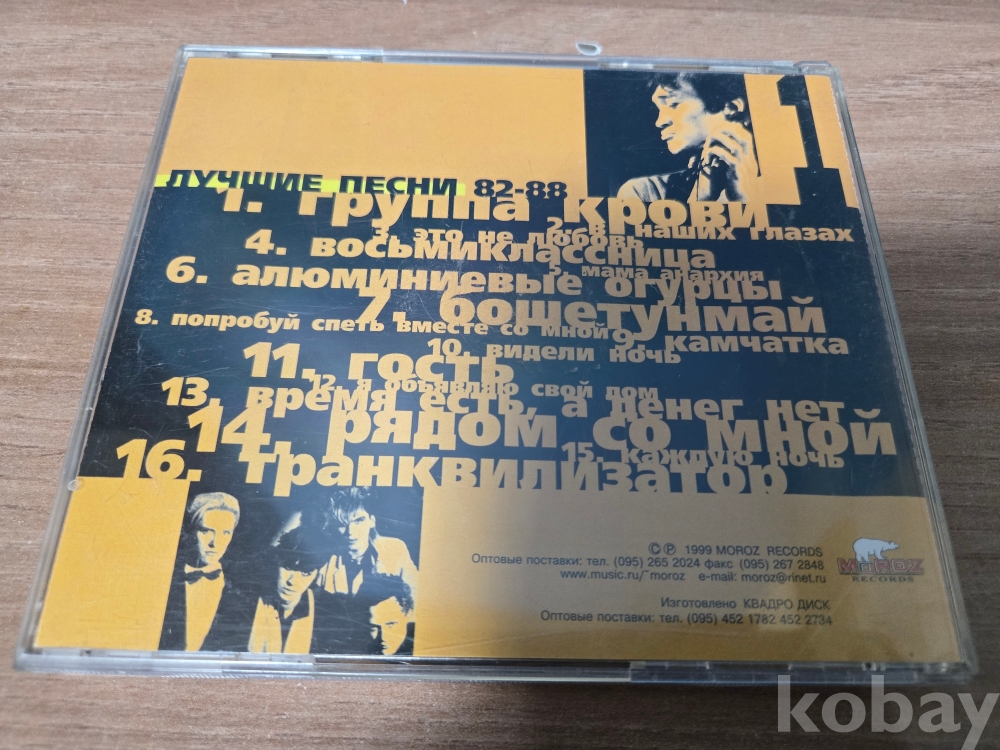 1
ЛУЧШИЕ ПЕСНИ 82-88
1. группа крови
2. в наших глазах
3. это не любовь
4. восьмиклассница
5. мама анархия
6. алюминиевые огурцы
7. бошетунмай
8. попробуй спеть вместе со мной
9. камчатка
10. видели ночь
11. гость
12. я объявляю свой дом
13. время есть, а денег нет
14. рядом со мной
15. каждую ночь
16. транквилизатор
© ℗ 1999 MOROZ RECORDS
Оптовые поставки: тел. (095) 265 2024 факс (095) 267 2848
www.music.ru/~moroz e-mail: moroz@rinet.ru
MOROZ
RECORDS
Изготовлено КВАДРО ДИСК
Оптовые поставки: тел. (095) 452 1782 452 2734
kobay